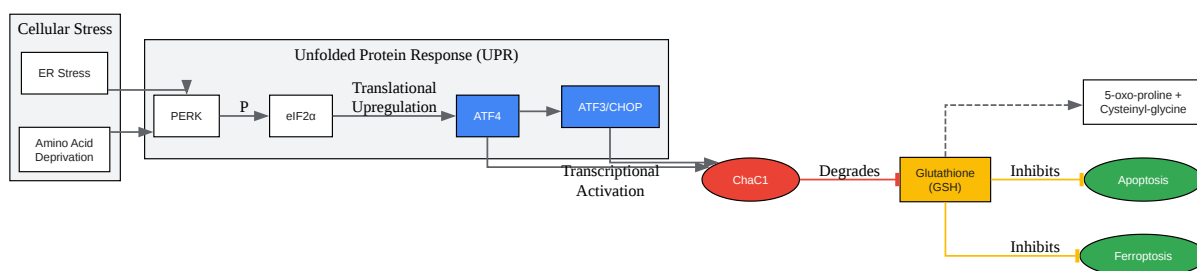 Cellular Stress
ER Stress
Amino Acid
Deprivation
Unfolded Protein Response (UPR)
PERK
P
eIF2α
Translational
Upregulation
ATF4
ATF3/CHOP
Transcriptional
Activation
ChaC1
Degrades
Glutathione
(GSH)
5-oxo-proline +
Cysteinyl-glycine
Inhibits
Apoptosis
Inhibits
Ferroptosis